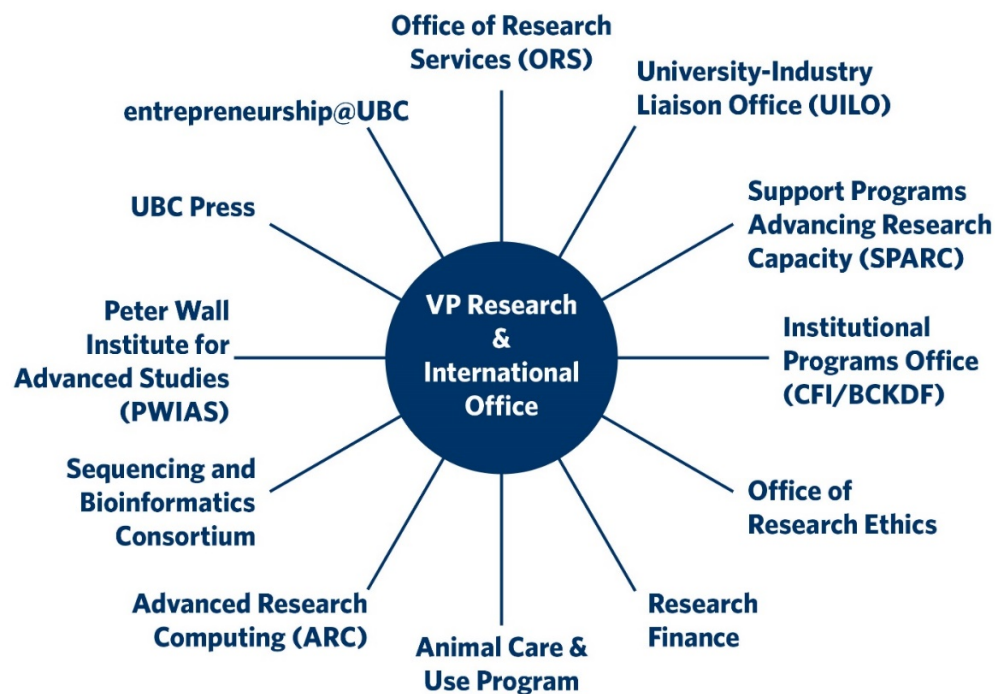 Office of Research
Services (ORS)
University-Industry
Liaison Office (UILO)
Support Programs
Advancing Research
Capacity (SPARC)
Institutional
Programs Office
(CFI/BCKDF)
Office of
Research Ethics
Research
Finance
Animal Care &
Use Program
Advanced Research
Computing (ARC)
Sequencing and
Bioinformatics
Consortium
Peter Wall
Institute for
Advanced Studies
(PWIAS)
UBC Press
entrepreneurship@UBC
VP Research
&
International
Office